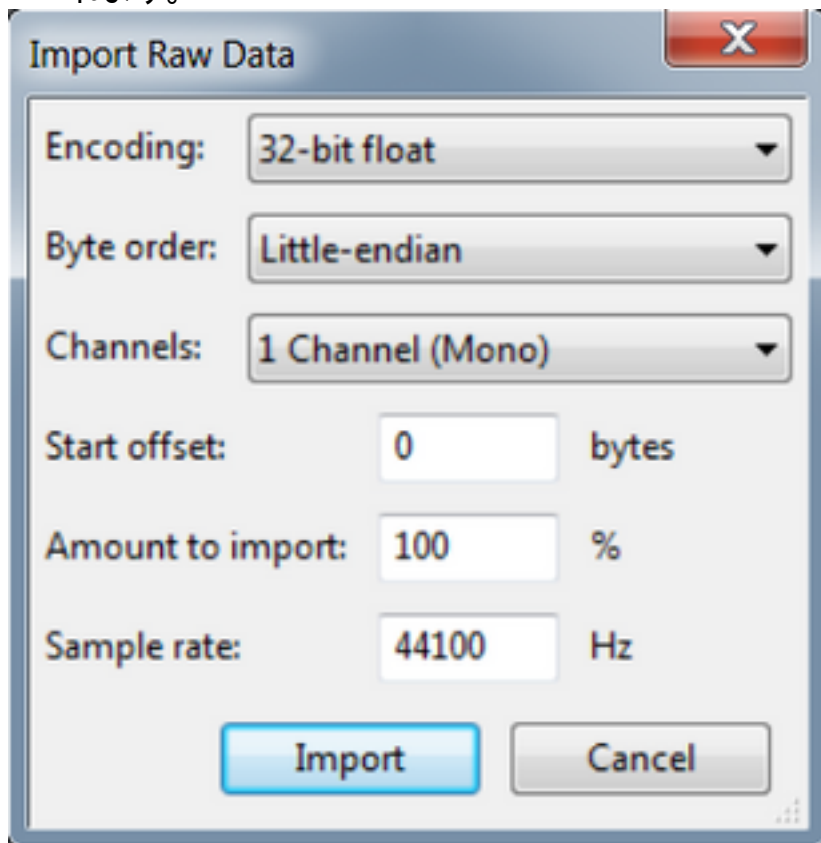 Import Raw Data
Encoding: 32-bit float
Byte order: Little-endian
Channels: 1 Channel (Mono)
Start offset: 0 bytes
Amount to import: 100 %
Sample rate: 44100 Hz
Import Cancel